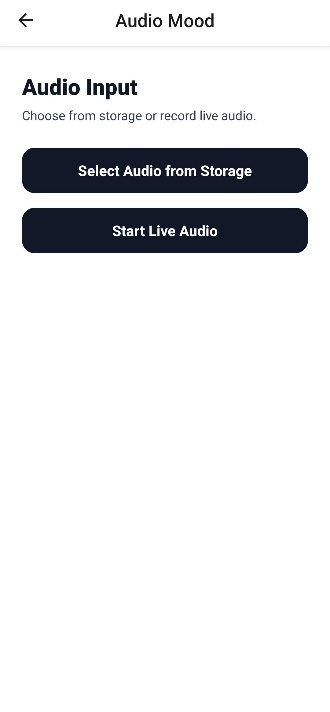 Audio Mood
Audio Input
Choose from storage or record live audio.
Select Audio from Storage
Start Live Audio